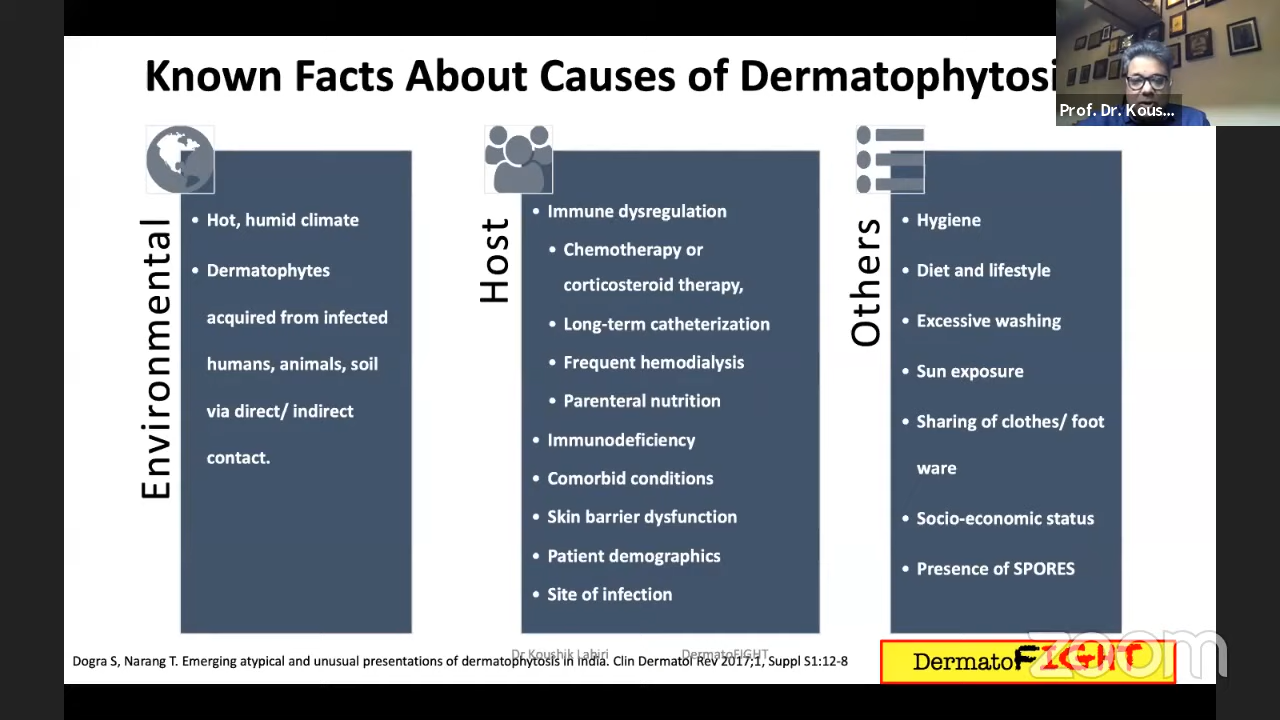 Known Facts About Causes of Dermatophytosi
Prof. Dr. Kous...
Environmental
• Hot, humid climate
• Dermatophytes
acquired from infected
humans, animals, soil
via direct/ indirect
contact.
Host
• Immune dysregulation
• Chemotherapy or
corticosteroid therapy,
• Long-term catheterization
• Frequent hemodialysis
• Parenteral nutrition
• Immunodeficiency
• Comorbid conditions
• Skin barrier dysfunction
• Patient demographics
• Site of infection
Others
• Hygiene
• Diet and lifestyle
• Excessive washing
• Sun exposure
• Sharing of clothes/ foot
ware
• Socio-economic status
• Presence of SPORES
Dr Koushik Lahiri DermatoFIGHT
Dogra S, Narang T. Emerging atypical and unusual presentations of dermatophytosis in India. Clin Dermatol Rev 2017;1, Suppl S1:12-8
DermatoFIGHT
zoom